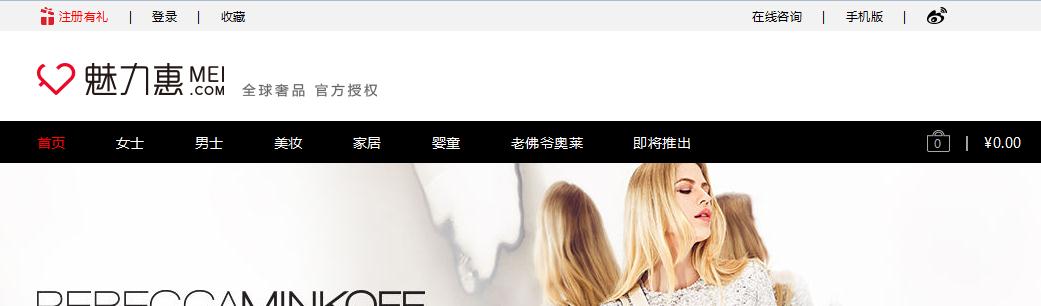 注册有礼 | 登录 | 收藏 在线咨询 | 手机版 |
魅力惠 MEI
.COM 全球奢品 官方授权
首页 女士 男士 美妆 家居 婴童 老佛爷奥莱 即将推出 0 | ¥0.00
REBECCAMINKOFF